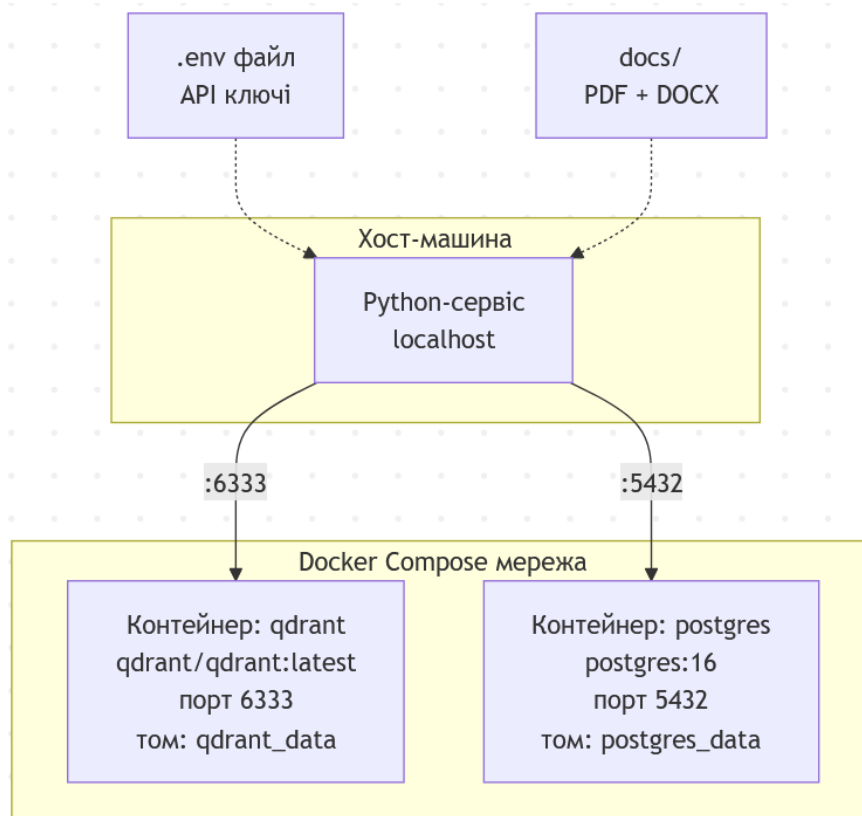 .env файл
API ключі
docs/
PDF + DOCX
Хост-машина
Python-сервіс
localhost
:6333
:5432
Docker Compose мережа
Контейнер: qdrant
qdrant/qdrant:latest
порт 6333
том: qdrant_data
Контейнер: postgres
postgres:16
порт 5432
том: postgres_data